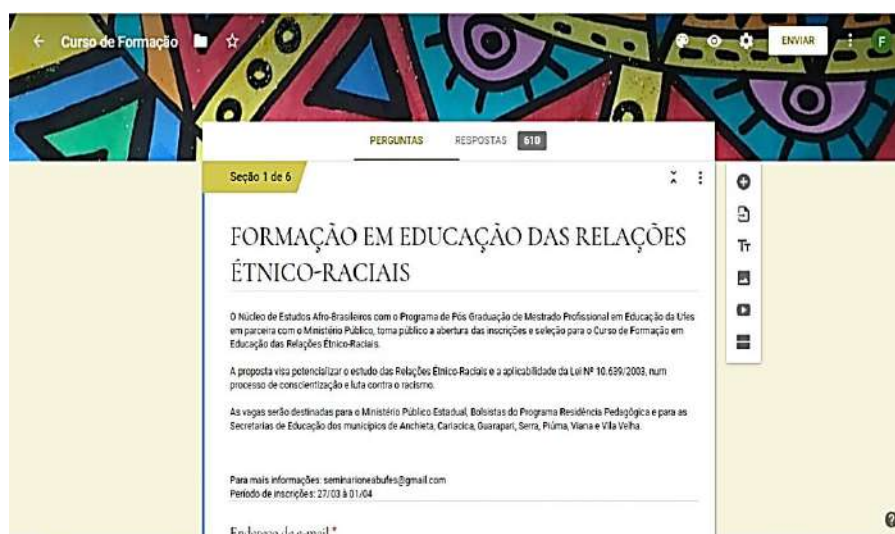 Curso de Formação
ENVIAR
F
PERGUNTAS RESPOSTAS 610
Seção 1 de 6
FORMAÇÃO EM EDUCAÇÃO DAS RELAÇÕES
ÉTNICO-RACIAIS
O Núcleo de Estudos Afro-Brasileiros com o Programa de Pós Graduação de Mestrado Profissional em Educação da Ufes
em parceira com o Ministério Público, torna público a abertura das inscrições e seleção para o Curso de Formação em
Educação das Relações Étnico-Raciais.
A proposta visa potencializar o estudo das Relações Étnico-Raciais e a aplicabilidade da Lei Nº 10.639/2003, num
processo de conscientização e luta contra o racismo.
As vagas serão destinadas para o Ministério Público Estadual, Bolsistas do Programa Residência Pedagógica e para as
Secretarias de Educação dos municípios de Anchieta, Cariacica, Guarapari, Serra, Piúma, Viana e Vila Velha.
Para mais informações: seminarioneabufes@gmail.com
Período de inscrições: 27/03 à 01/04
Endereço de e-mail *
Tт